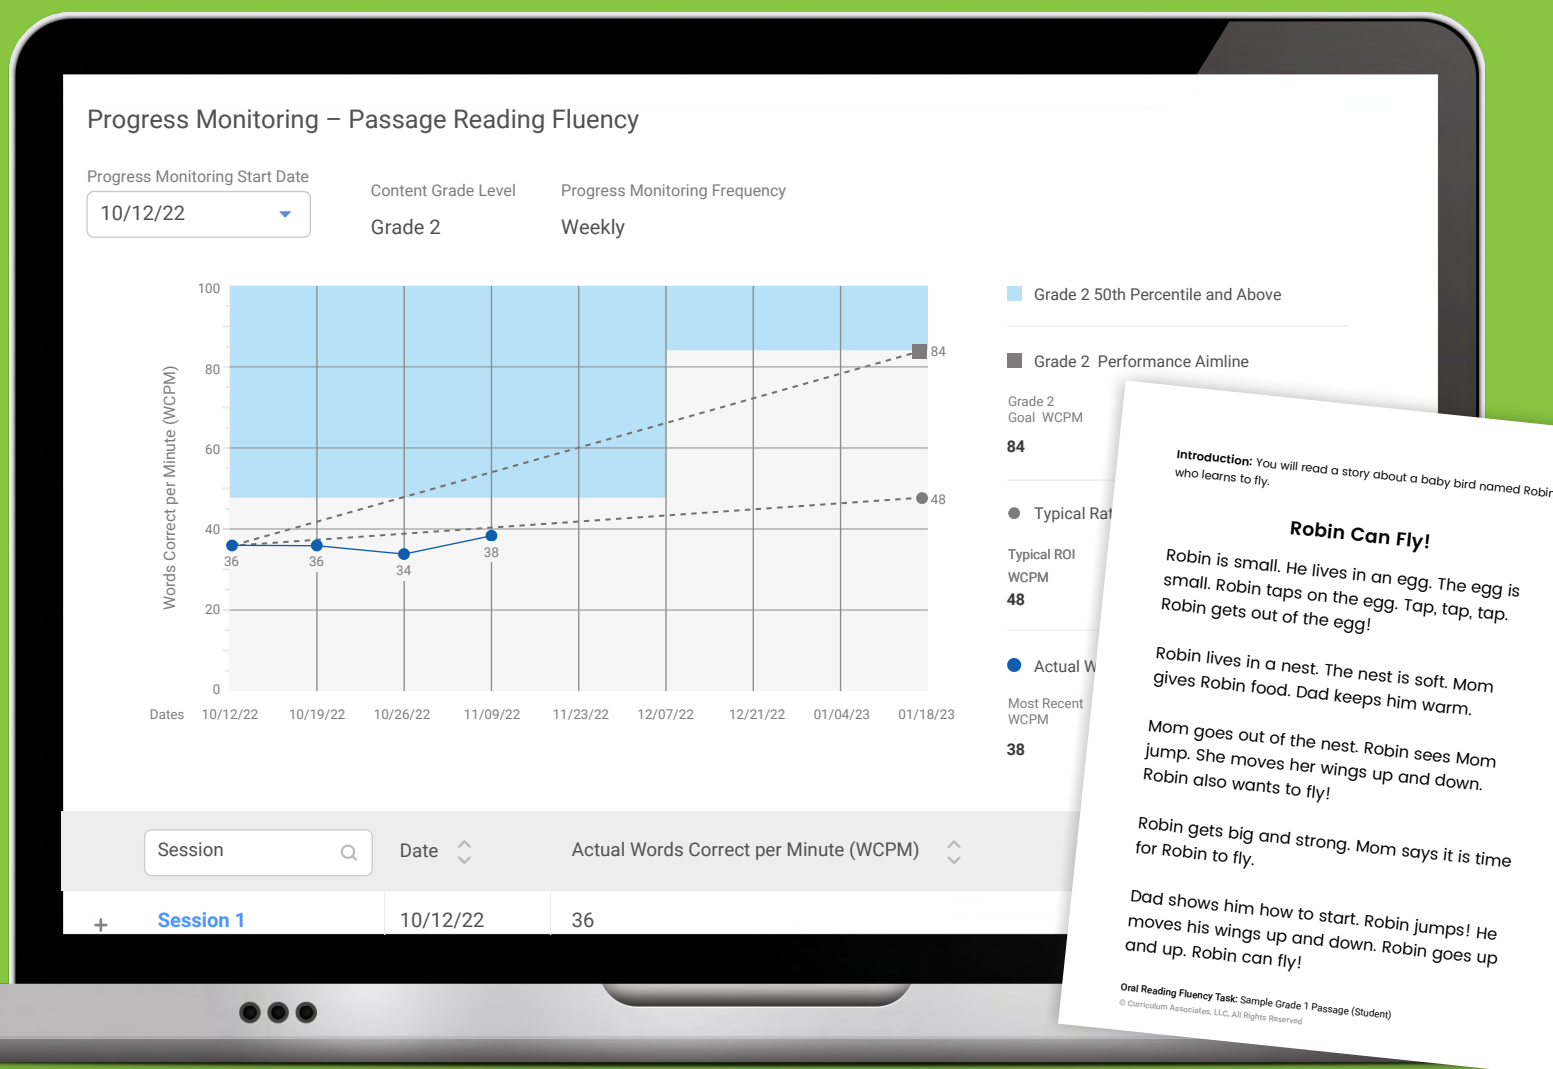 Progress Monitoring – Passage Reading Fluency
Progress Monitoring Start Date
10/12/22
Content Grade Level
Grade 2
Progress Monitoring Frequency
Weekly
Words Correct per Minute (WCPM)
100
80
60
40
20
0
84
48
36
36
34
38
Dates
10/12/22
10/19/22
10/26/22
11/09/22
11/23/22
12/07/22
12/21/22
01/04/23
01/18/23
Grade 2 50th Percentile and Above
Grade 2 Performance Aimline
Grade 2
Goal WCPM
84
Typical
Typical ROI
WCPM
48
Actual
Most Recent
WCPM
38
Session
Date
Actual Words Correct per Minute (WCPM)
+
Session 1
10/12/22
36
Introduction: You will read a story about a baby bird named Robin
who learns to fly.
Robin Can Fly!
Robin is small. He lives in an egg. The egg is
small. Robin taps on the egg. Tap, tap, tap.
Robin gets out of the egg!
Robin lives in a nest. The nest is soft. Mom
gives Robin food. Dad keeps him warm.
Mom goes out of the nest. Robin sees Mom
jump. She moves her wings up and down.
Robin also wants to fly!
Robin gets big and strong. Mom says it is time
for Robin to fly.
Dad shows him how to start. Robin jumps! He
moves his wings up and down. Robin goes up
and up. Robin can fly!
Oral Reading Fluency Task: Sample Grade 1 Passage (Student)
© Curriculum Associates, LLC, All Rights Reserved